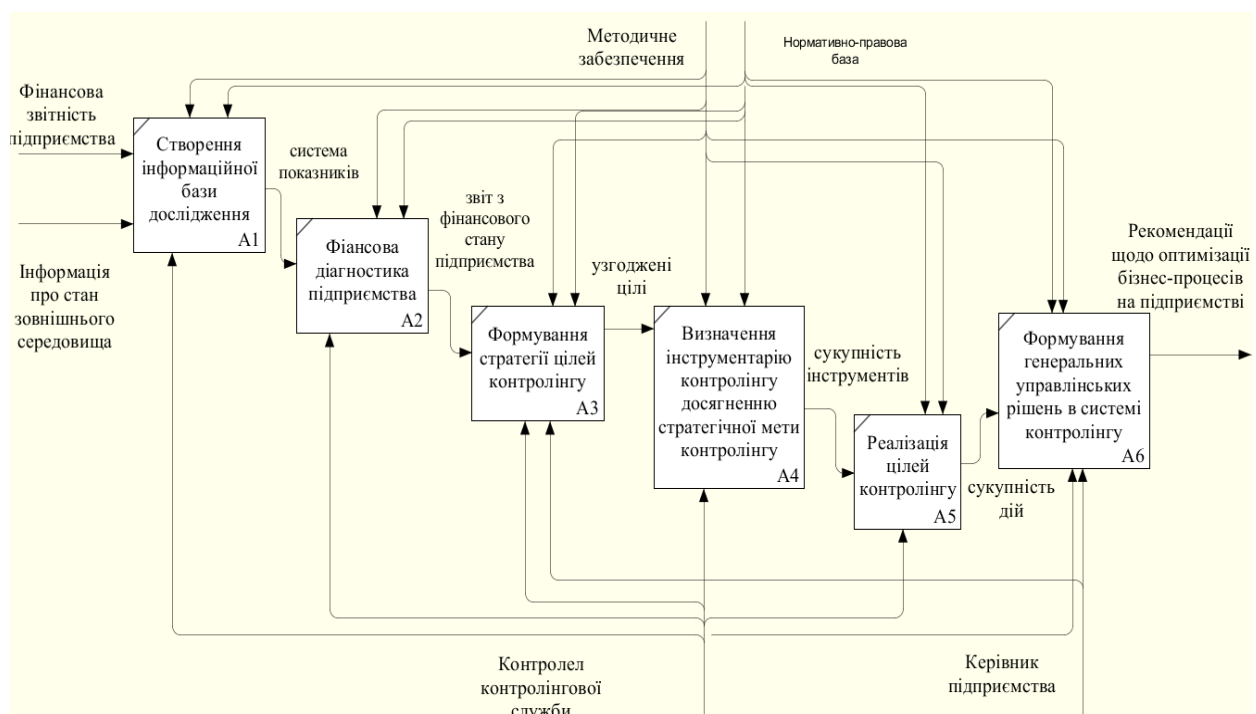 Методичне
забезпечення
Нормативно-правова
база
Фінансова
звітність
підприємства
Створення
інформаційної
бази
дослідження
A1
система
показників
Інформація
про стан
зовнішнього
середовища
Фіансова
діагностика
підприємства
A2
звіт з
фінансового
стану
підприємства
Формування
стратегії цілей
контролінгу
A3
узгоджені
цілі
Визначення
інструментарію
контролінгу
досягненню
стратегічної мети
контролінгу
A4
сукупність
інструментів
Реалізація
цілей
контролінгу
A5
сукупність
дій
Формування
генеральних
управлінських
рішень в системі
контролінгу
A6
Рекомендації
щодо оптимізації
бізнес-процесів
на підприємстві
Контролел
контролінгової
служби
Керівник
підприємства